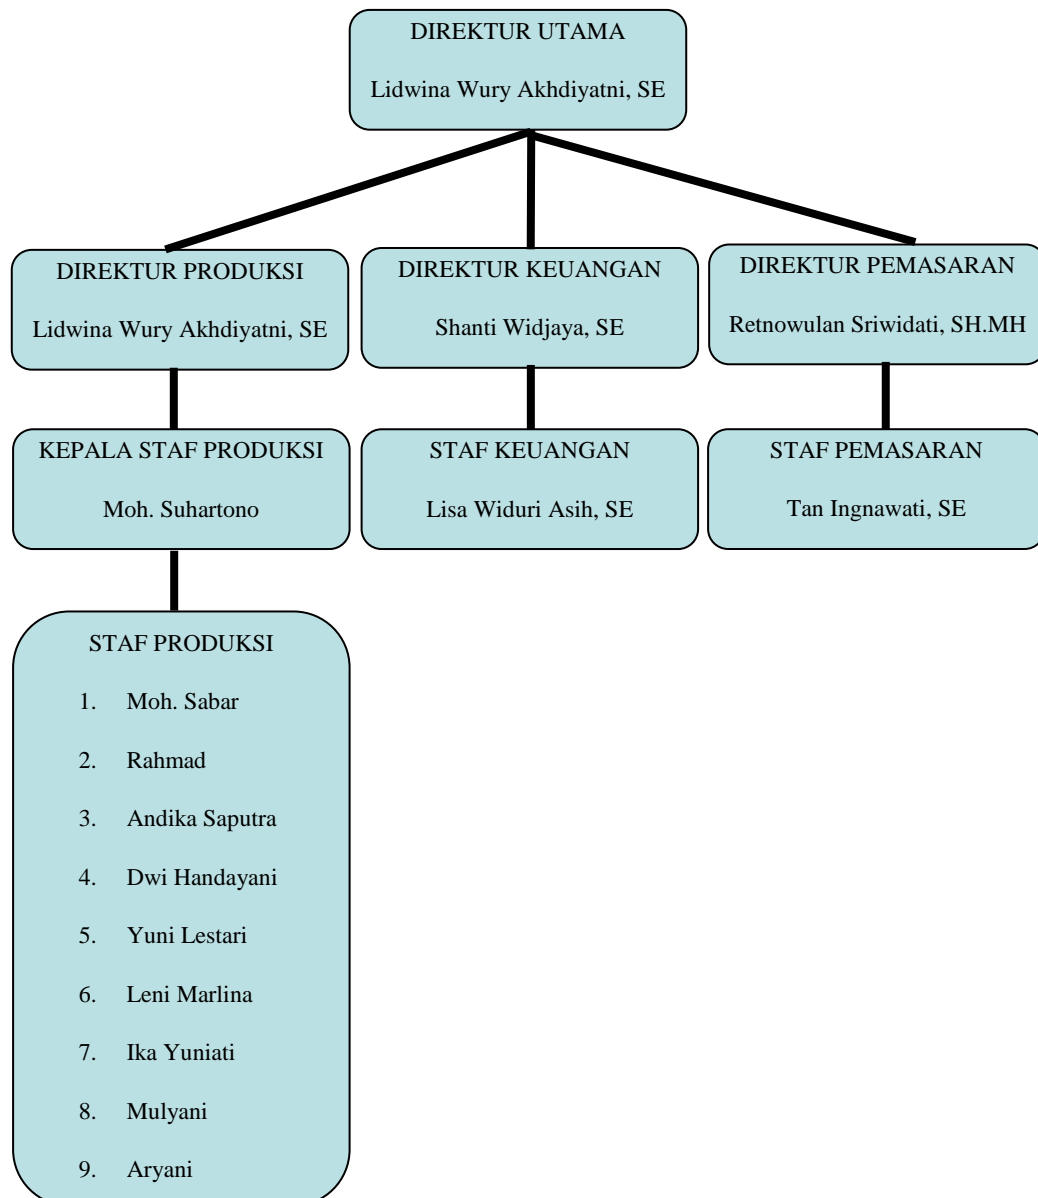 DIREKTUR UTAMA
Lidwina Wury Akhdiyatni, SE
DIREKTUR PRODUKSI
Lidwina Wury Akhdiyatni, SE
DIREKTUR KEUANGAN
Shanti Widjaya, SE
DIREKTUR PEMASARAN
Retnowulan Sriwidati, SH.MH
KEPALA STAF PRODUKSI
Moh. Suhartono
STAF KEUANGAN
Lisa Widuri Asih, SE
STAF PEMASARAN
Tan Ingnawati, SE
STAF PRODUKSI
1. Moh. Sabar
2. Rahmad
3. Andika Saputra
4. Dwi Handayani
5. Yuni Lestari
6. Leni Marlina
7. Ika Yuniati
8. Mulyani
9. Aryani